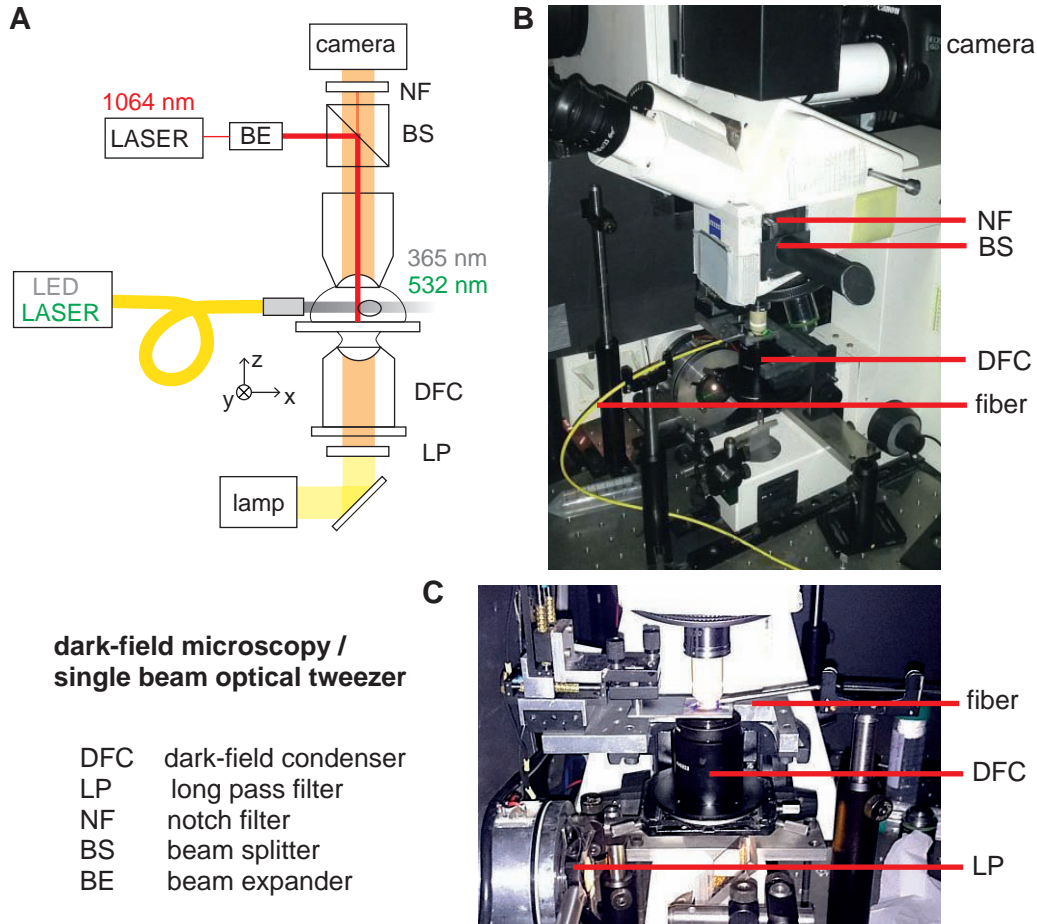 A
camera
NF
1064 nm
LASER
BE
BS
365 nm
532 nm
LED
LASER
z
y
x
DFC
LP
lamp
B
Canon
camera
NF
BS
DFC
fiber
C
fiber
DFC
LP
dark-field microscopy /
single beam optical tweezer
DFC dark-field condenser
LP long pass filter
NF notch filter
BS beam splitter
BE beam expander